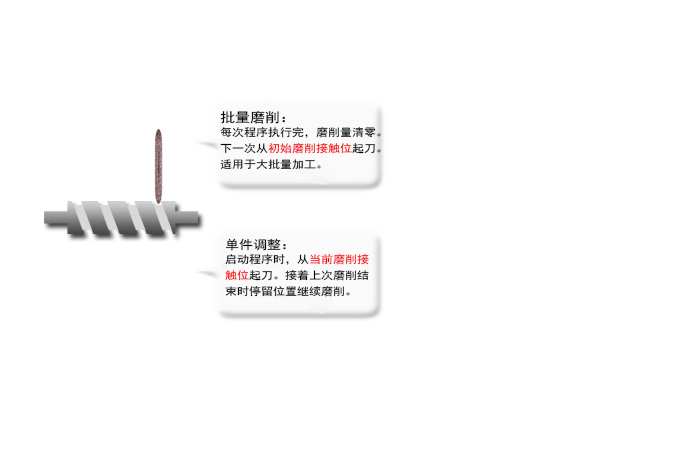 批量磨削：
每次程序执行完，磨削量清零。
下一次从初始磨削接触位起刀。
适用于大批量加工。
单件调整：
启动程序时，从当前磨削接
触位起刀。接着上次磨削结
束时停留位置继续磨削。